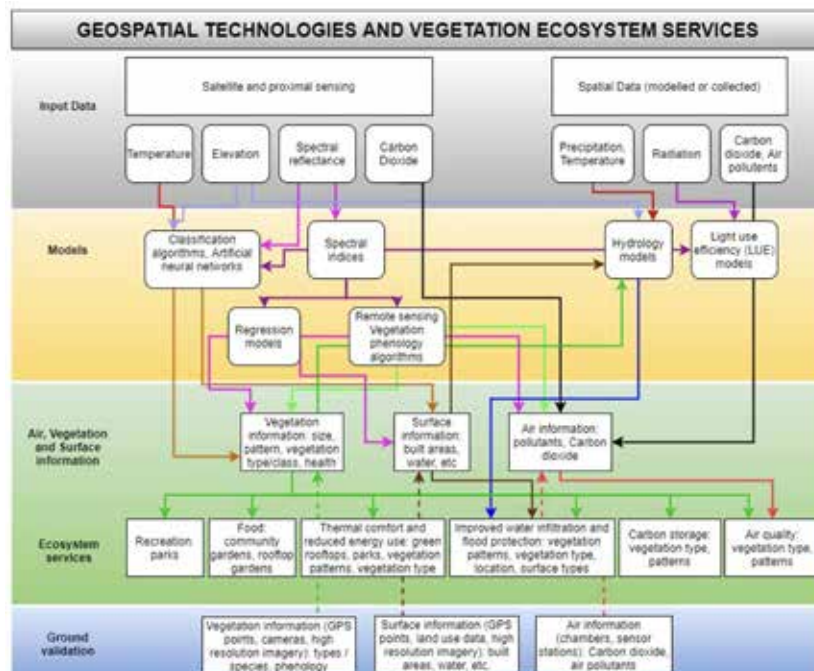 GEOSPATIAL TECHNOLOGIES AND VEGETATION ECOSYSTEM SERVICES
Input Data
Satellite and proximal sensing
Spatial Data (modelled or collected)
Temperature
Elevation
Spectral
reflectance
Carbon
Dioxide
Precipitation,
Temperature
Radiation
Carbon
dioxide, Air
pollutents
Models
Classification
algorithms, Artificial
neural networks
Spectral
indices
Hydrology
models
Light use
efficiency (LUE)
models
Regression
models
Remote sensing
Vegetation
phenology
algorithms
Air, Vegetation
and Surface
information
Vegetation
information: size,
pattern, vegetation
type/class, health
Surface
information:
built areas,
water, etc
Air information:
pollutants, Carbon
dioxide
Ecosystem
services
Recreation:
parks
Food:
community
gardens, rooftop
gardens
Thermal comfort and
reduced energy use: green
rooftops, parks, vegetation
patterns, vegetation type
Improved water infiltration and
flood protection: vegetation
patterns, vegetation type,
location, surface types
Carbon storage:
vegetation type,
patterns
Air quality:
vegetation type,
patterns
Ground
validation
Vegetation information (GPS
points, cameras, high
resolution imagery): types /
species, phenology
Surface information (GPS
points, land use data, high
resolution imagery): built
areas, water, etc.
Air information
(chambers, sensor
stations): Carbon dioxide,
air pollutants